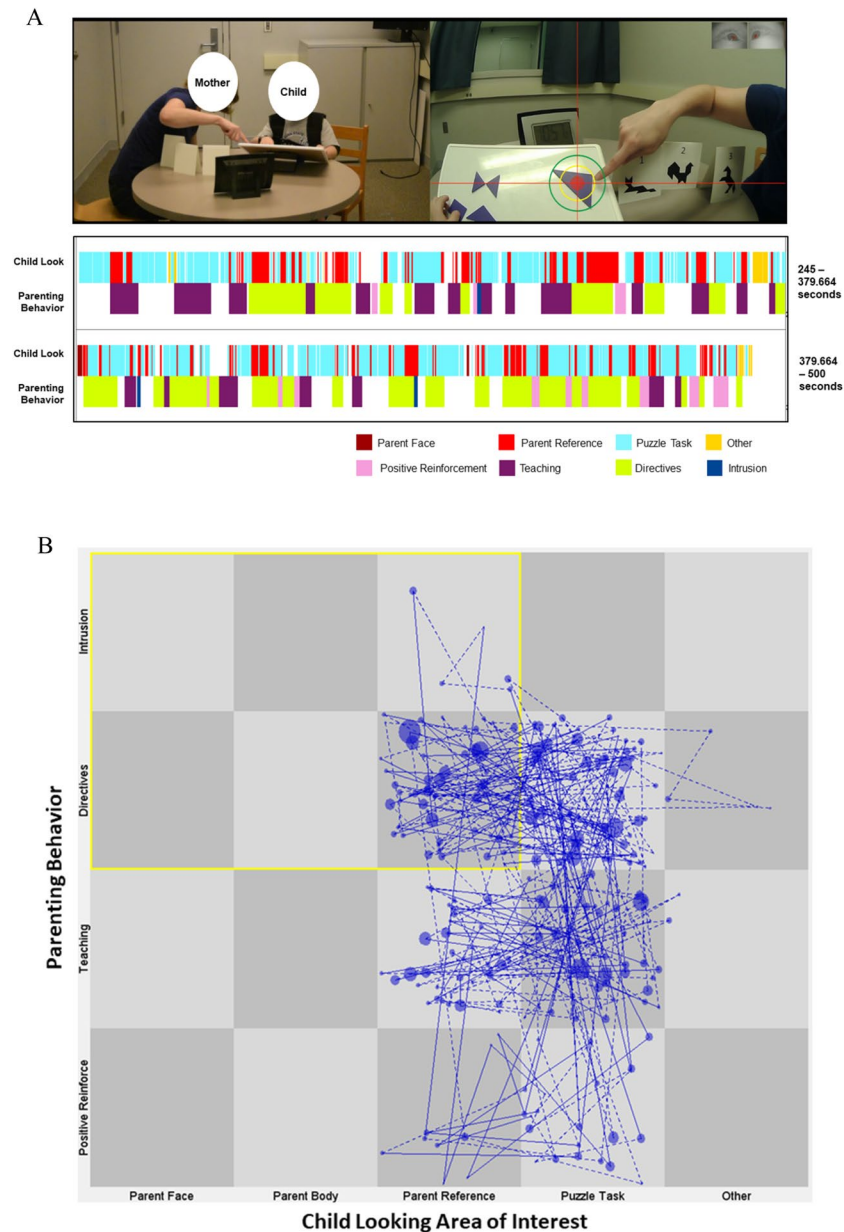 A
Mother
Child
1
2
3
Child Look
Parenting
Behavior
245 –
379.664
seconds
Child Look
Parenting
Behavior
379.664
– 500
seconds
Parent Face
Parent Reference
Puzzle Task
Other
Positive Reinforcement
Teaching
Directives
Intrusion
B
Parenting Behavior
Intrusion
Directives
Teaching
Positive Reinforce
Parent Face
Parent Body
Parent Reference
Puzzle Task
Other
Child Looking Area of Interest